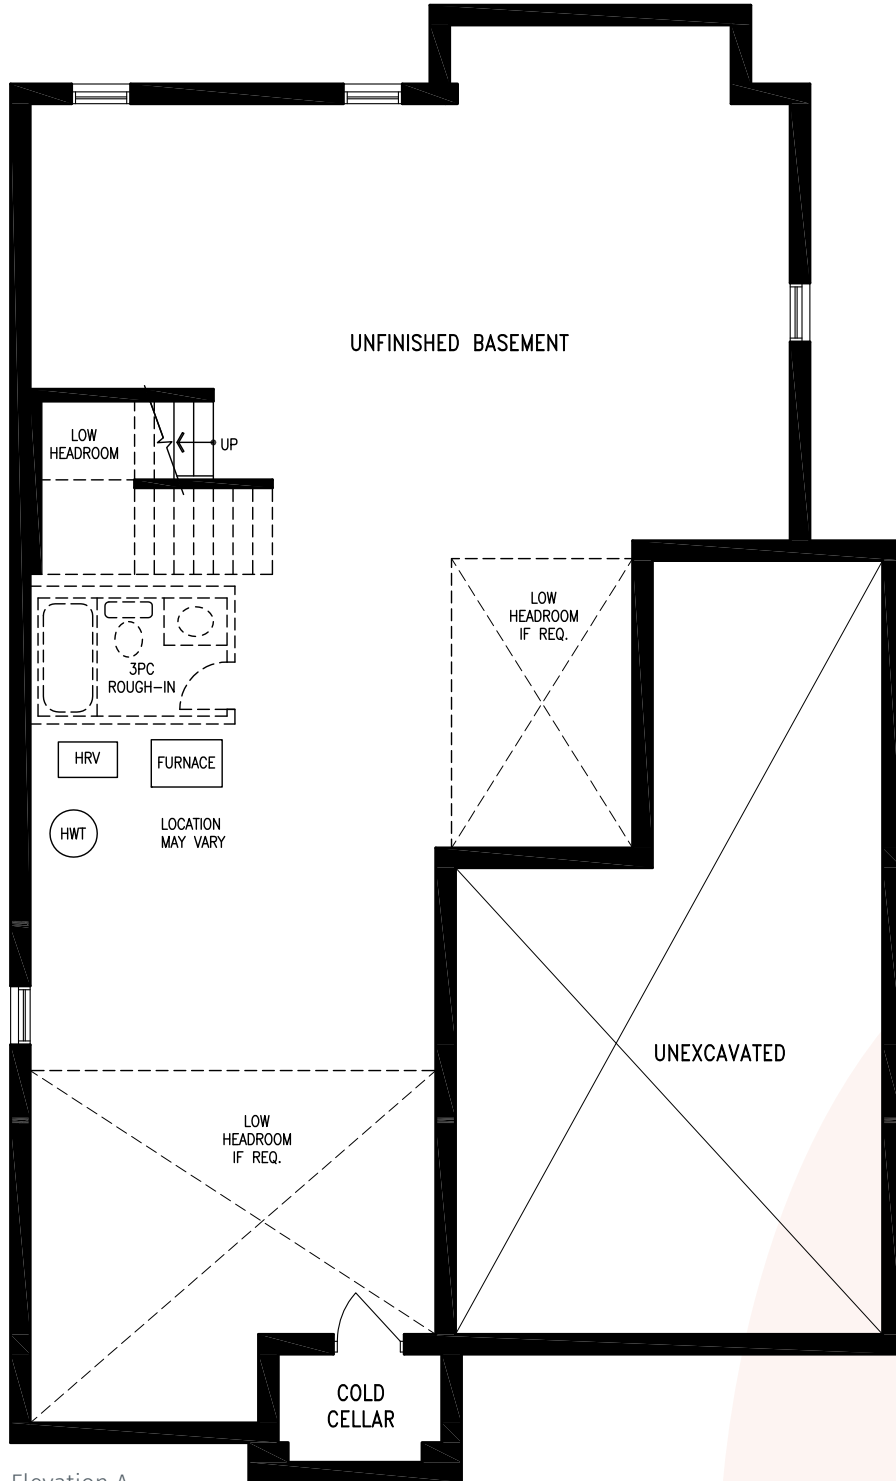 UNFINISHED BASEMENT
LOW
HEADROOM
UP
LOW
HEADROOM
IF REQ.
3PC
ROUGH-IN
HRV
FURNACE
HWT
LOCATION
MAY VARY
UNEXCAVATED
LOW
HEADROOM
IF REQ.
COLD
CELLAR
Elevation A